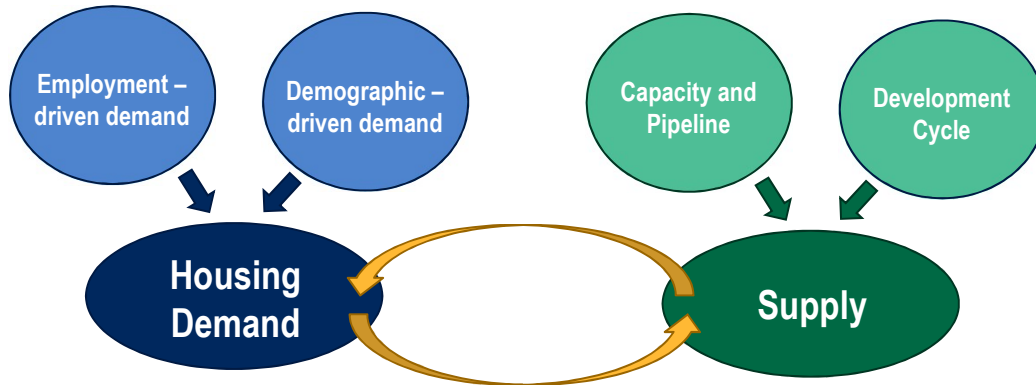 Employment –
driven demand
Demographic –
driven demand
Capacity and
Pipeline
Development
Cycle
Housing
Demand
Supply